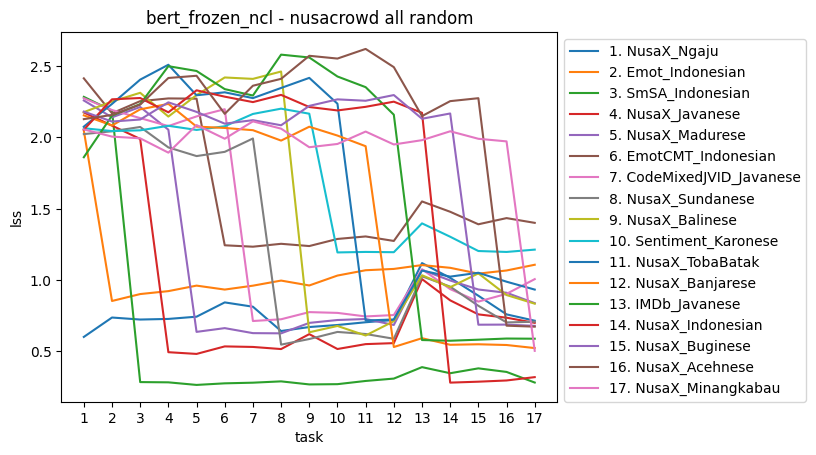 bert_frozen_ncl - nusacrowd all random
lss
2.5
2.0
1.5
1.0
0.5
1 2 3 4 5 6 7 8 9 10 11 12 13 14 15 16 17
task
1. NusaX_Ngaju
2. Emot_Indonesian
3. SmSA_Indonesian
4. NusaX_Javanese
5. NusaX_Madurese
6. EmotCMT_Indonesian
7. CodeMixedJVID_Javanese
8. NusaX_Sundanese
9. NusaX_Balinese
10. Sentiment_Karonese
11. NusaX_TobaBatak
12. NusaX_Banjarese
13. IMDb_Javanese
14. NusaX_Indonesian
15. NusaX_Buginese
16. NusaX_Acehnese
17. NusaX_Minangkabau